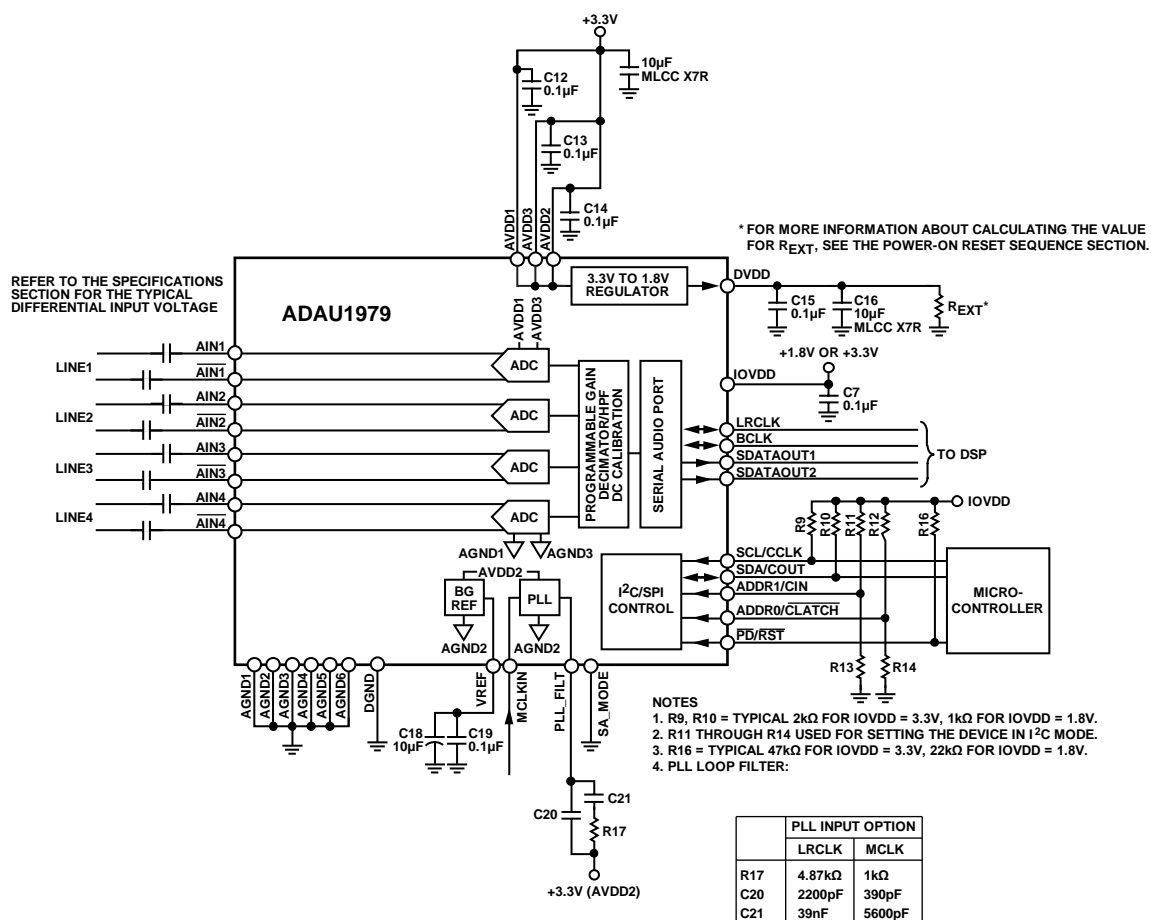 +3.3V
10µF
MLCC X7R
C12
0.1µF
C13
0.1µF
C14
0.1µF
AVDD1
AVDD3
AVDD2
* FOR MORE INFORMATION ABOUT CALCULATING THE VALUE
FOR REXT, SEE THE POWER-ON RESET SEQUENCE SECTION.
REFER TO THE SPECIFICATIONS
SECTION FOR THE TYPICAL
DIFFERENTIAL INPUT VOLTAGE
ADAU1979
3.3V TO 1.8V
REGULATOR
DVDD
C15
0.1µF
C16
10µF
MLCC X7R
REXT*
AVDD1
AVDD3
+1.8V OR +3.3V
IOVDD
C7
0.1µF
LINE1
AIN1
AIN1
ADC
LINE2
AIN2
AIN2
ADC
LINE3
AIN3
AIN3
ADC
LINE4
AIN4
AIN4
ADC
AGND1
AGND3
PROGRAMMABLE GAIN
DECIMATOR/HPF
DC CALIBRATION
SERIAL AUDIO PORT
LRCLK
BCLK
SDATAOUT1
SDATAOUT2
TO DSP
IOVDD
R9
R10
R11
R12
R16
I2C/SPI
CONTROL
SCL/CCLK
SDA/COUT
ADDR1/CIN
ADDR0/CLATCH
PD/RST
MICRO-
CONTROLLER
R13
R14
AVDD2
BG
REF
PLL
AGND2
AGND2
AGND1
AGND2
AGND3
AGND4
AGND5
AGND6
DGND
VREF
MCLKIN
PLL_FILT
SA_MODE
C18
10µF
C19
0.1µF
C20
C21
R17
+3.3V (AVDD2)
NOTES
1. R9, R10 = TYPICAL 2kΩ FOR IOVDD = 3.3V, 1kΩ FOR IOVDD = 1.8V.
2. R11 THROUGH R14 USED FOR SETTING THE DEVICE IN I2C MODE.
3. R16 = TYPICAL 47kΩ FOR IOVDD = 3.3V, 22kΩ FOR IOVDD = 1.8V.
4. PLL LOOP FILTER:
PLL INPUT OPTION
LRCLK MCLK
R17 4.87kΩ 1kΩ
C20 2200pF 390pF
C21 39nF 5600pF